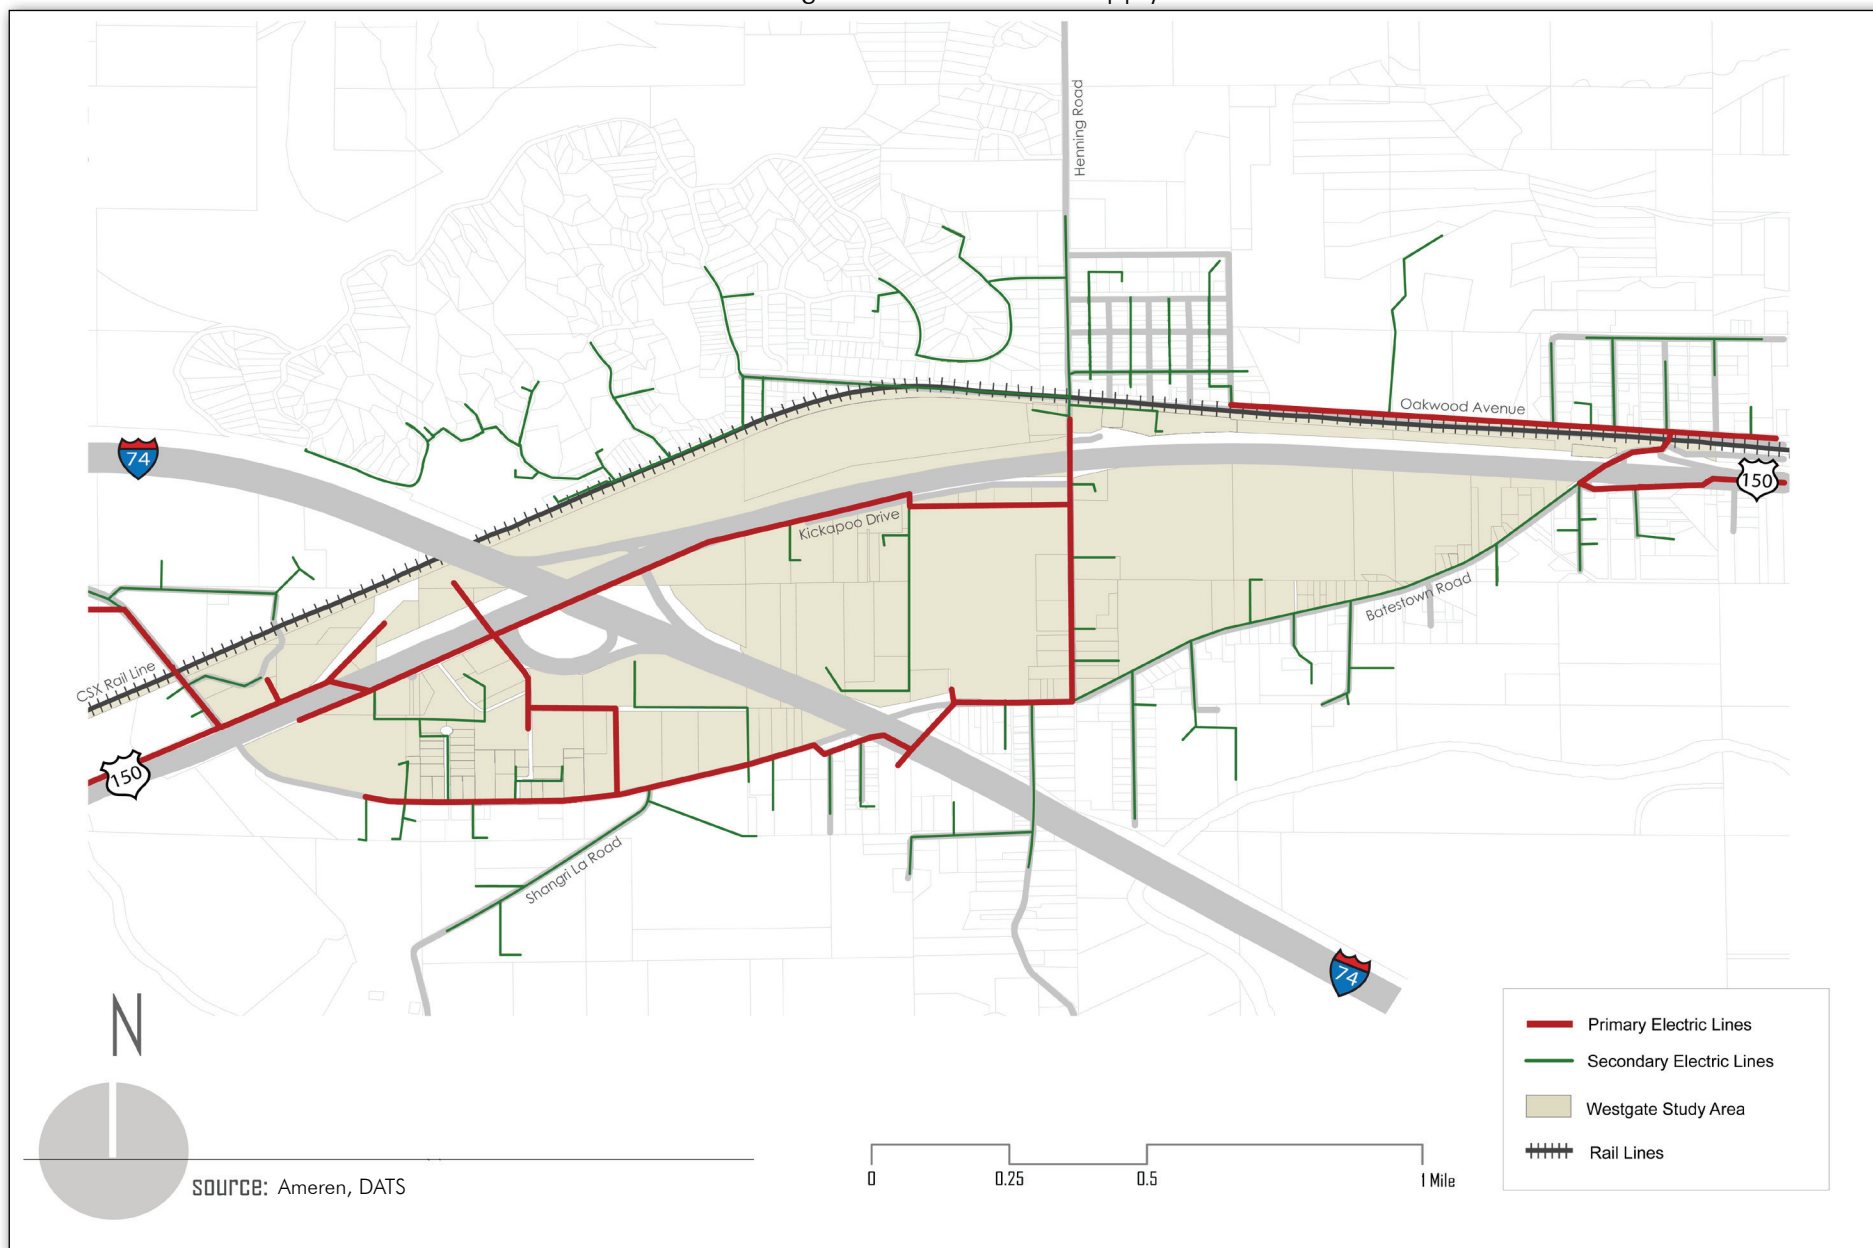 Henning Road
Oakwood Avenue
74
150
Kickapoo Drive
Batestown Road
CSX Rail Line
150
Shangri La Road
74
N
Primary Electric Lines
Secondary Electric Lines
Westgate Study Area
Rail Lines
0
0.25
0.5
1 Mile
source: Ameren, DATS